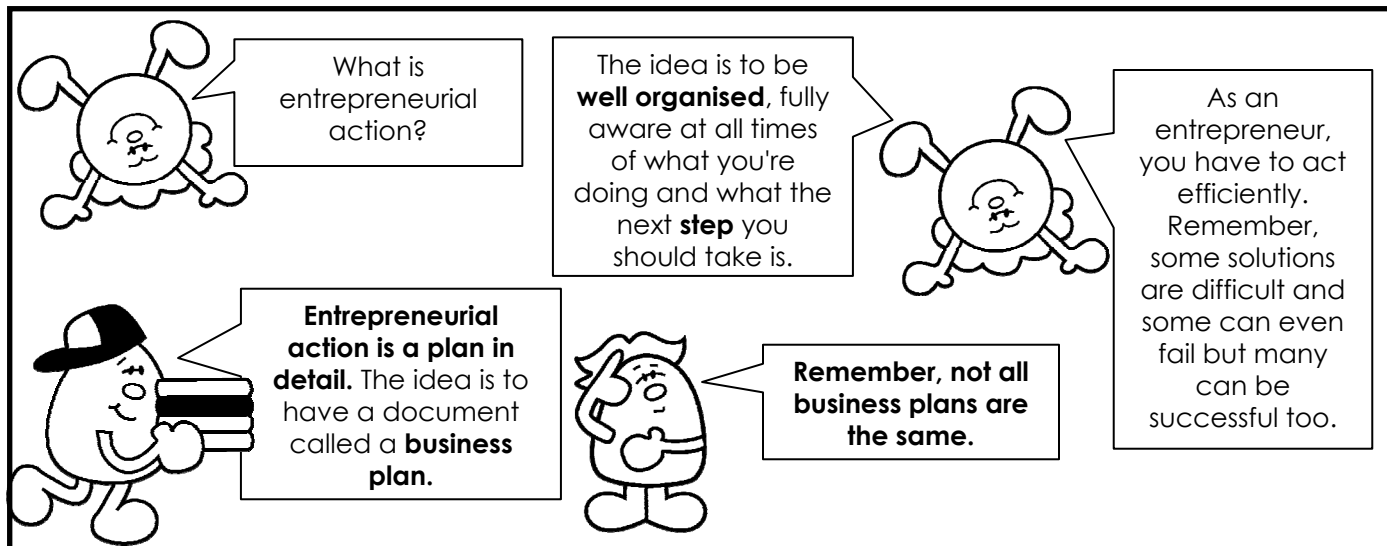 What is
entrepreneurial
action?
The idea is to be
well organised, fully
aware at all times
of what you're
doing and what the
next step you
should take is.
As an
entrepreneur,
you have to act
efficiently.
Remember,
some solutions
are difficult and
some can even
fail but many
can be
successful too.
Entrepreneurial
action is a plan in
detail. The idea is to
have a document
called a business
plan.
Remember, not all
business plans are
the same.